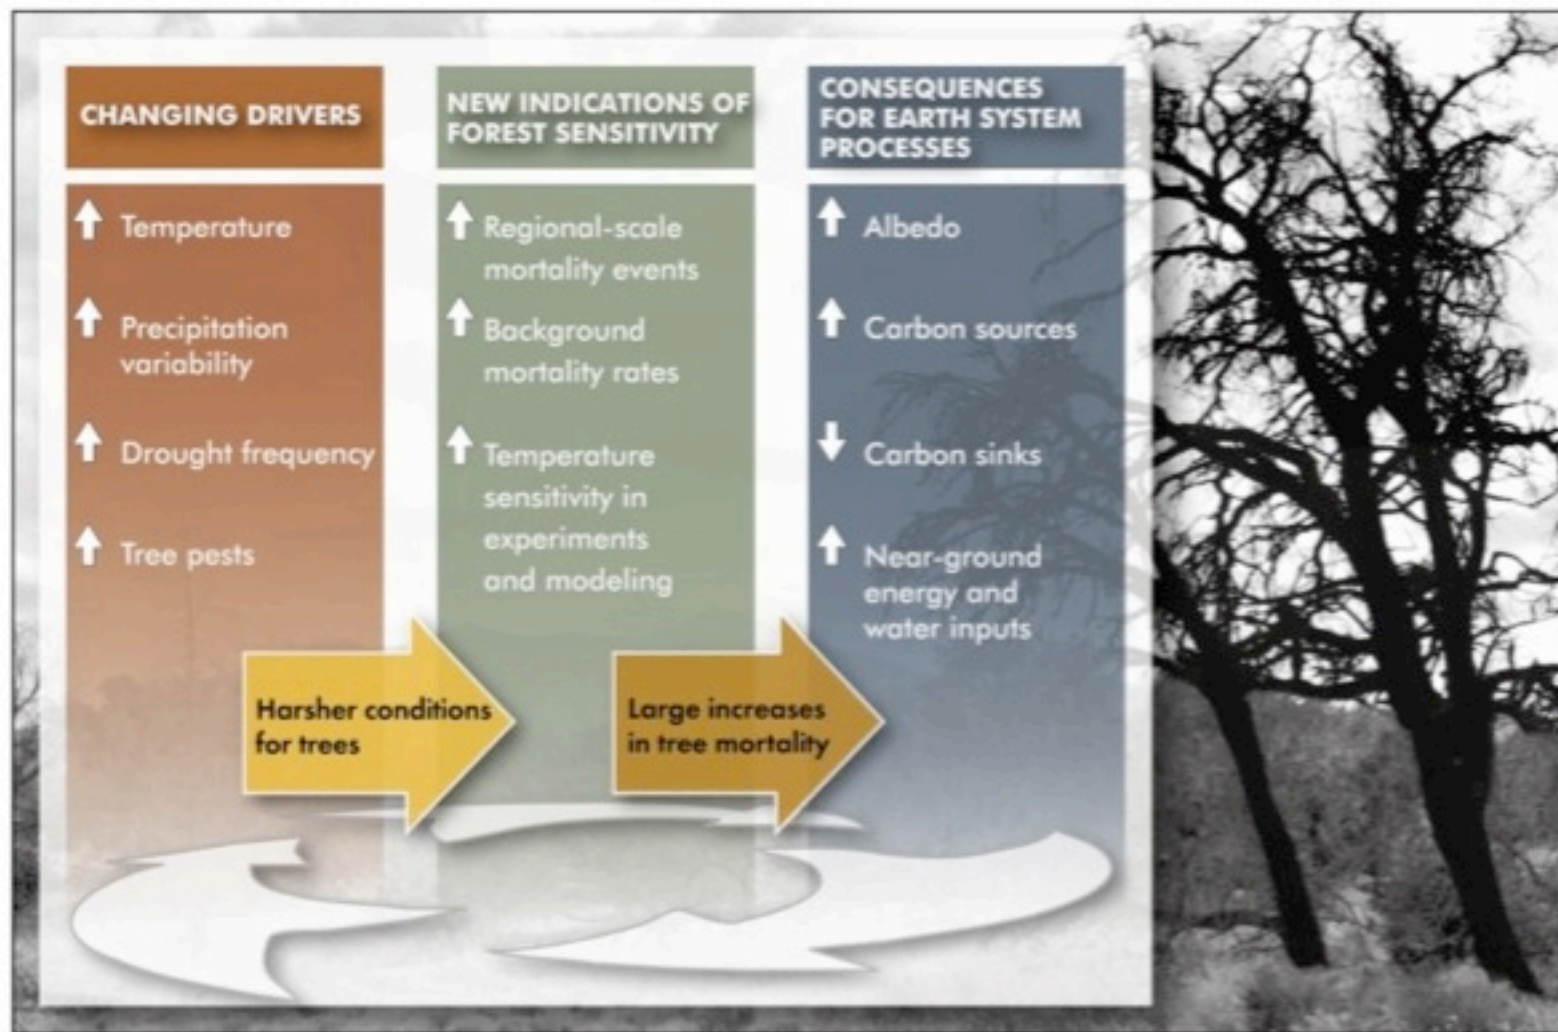 CHANGING DRIVERS
Temperature
Precipitation
variability
Drought frequency
Tree pests
NEW INDICATIONS OF
FOREST SENSITIVITY
Regional-scale
mortality events
Background
mortality rates
Temperature
sensitivity in
experiments
and modeling
CONSEQUENCES
FOR EARTH SYSTEM
PROCESSES
Albedo
Carbon sources
Carbon sinks
Near-ground
energy and
water inputs
Harsher conditions
for trees
Large increases
in tree mortality